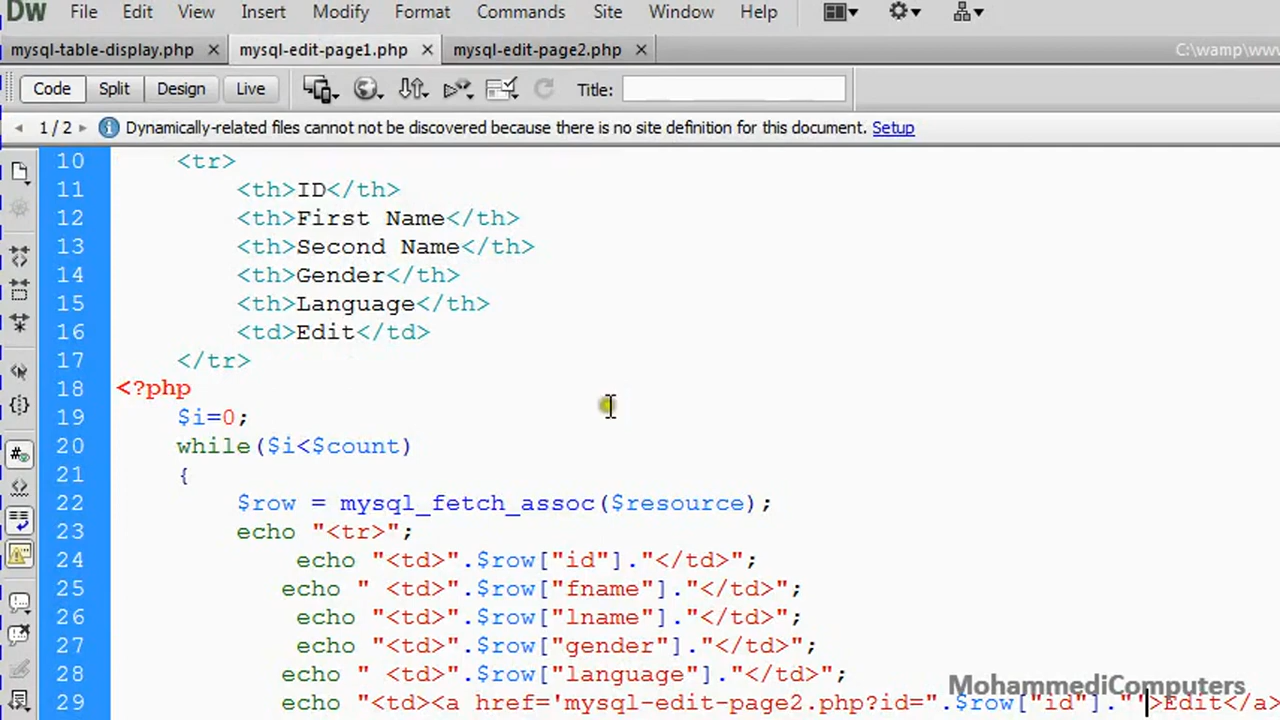 Dw File Edit View Insert Modify Format Commands Site Window Help
mysql-table-display.php × mysql-edit-page1.php × mysql-edit-page2.php × C:\wamp\www
Code Split Design Live Title:
1 / 2 Dynamically-related files cannot not be discovered because there is no site definition for this document. Setup
10 <tr>
11 <th>ID</th>
12 <th>First Name</th>
13 <th>Second Name</th>
14 <th>Gender</th>
15 <th>Language</th>
16 <td>Edit</td>
17 </tr>
18 <?php
19 $i=0;
20 while($i<$count)
21 {
22 $row = mysql_fetch_assoc($resource);
23 echo "<tr>";
24 echo "<td>".$row["id"]."</td>";
25 echo " <td>".$row["fname"]."</td>";
26 echo "<td>".$row["lname"]."</td>";
27 echo "<td>".$row["gender"]."</td>";
28 echo " <td>".$row["language"]."</td>";
29 echo "<td><a href='mysql-edit-page2.php?id=".$row["id"]."'>Edit</a>
MohammediComputers